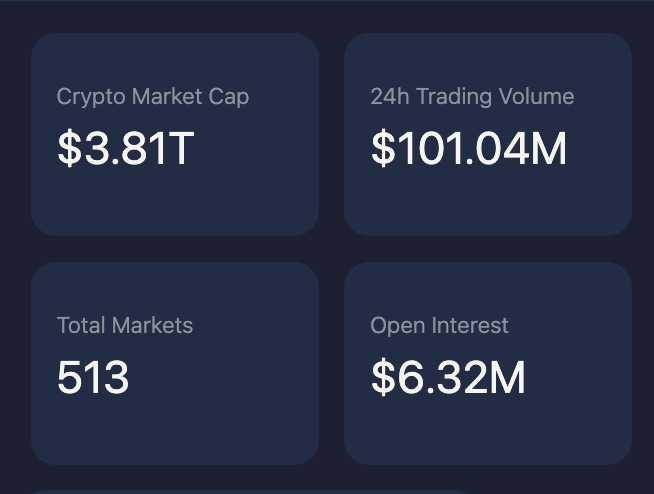 Crypto Market Cap
$3.81T
24h Trading Volume
$101.04M
Total Markets
513
Open Interest
$6.32M